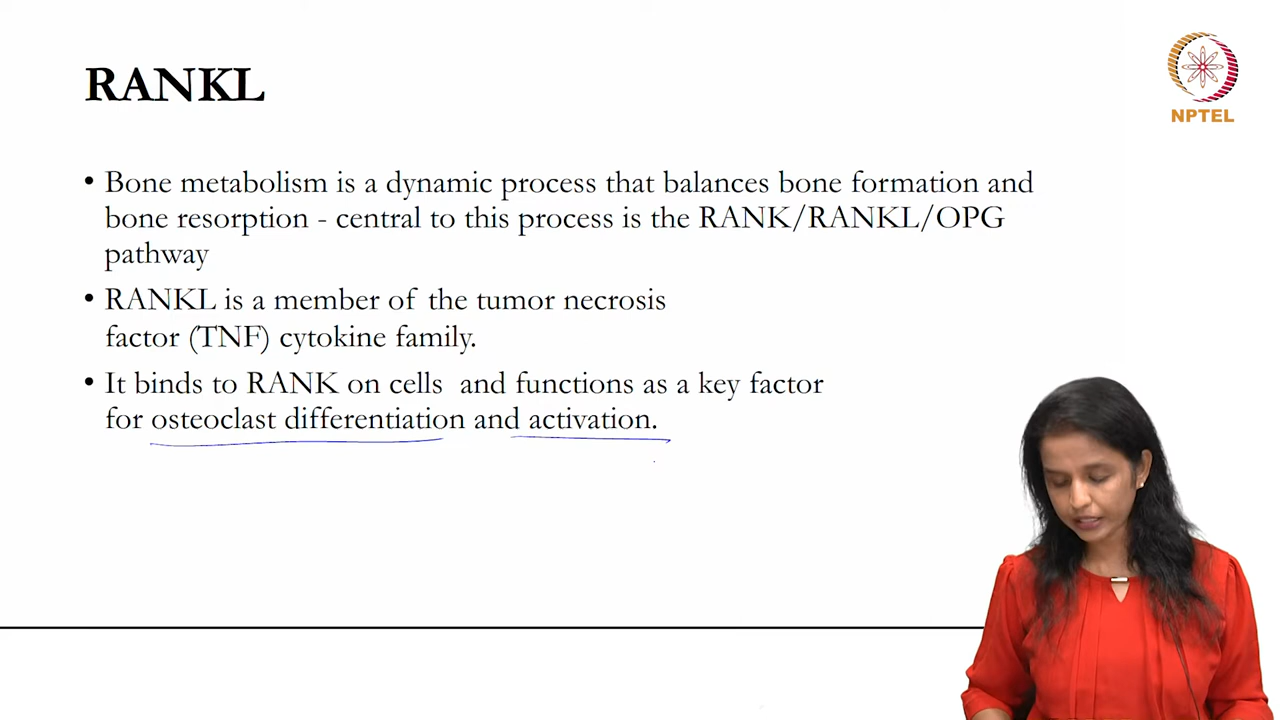 RANKL
NPTEL
• Bone metabolism is a dynamic process that balances bone formation and
bone resorption - central to this process is the RANK/RANKL/OPG
pathway
• RANKL is a member of the tumor necrosis
factor (TNF) cytokine family.
• It binds to RANK on cells and functions as a key factor
for osteoclast differentiation and activation.